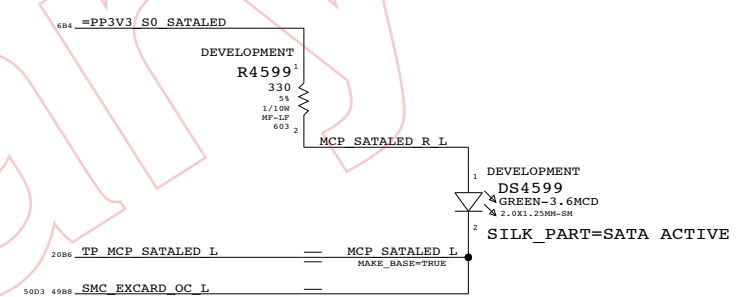 6B4 =PP3V3_S0_SATALED
DEVELOPMENT
R4599 1
330
5%
1/10W
MF-LF
603 2
MCP_SATALED_R_L
1 DEVELOPMENT
DS4599
GREEN-3.6MCD
2.0X1.25MM-SM
2
SILK_PART=SATA ACTIVE
20B6 TP_MCP_SATALED_L MCP_SATALED_L
MAKE_BASE=TRUE
50D3 49B8 SMC_EXCARD_OC_L